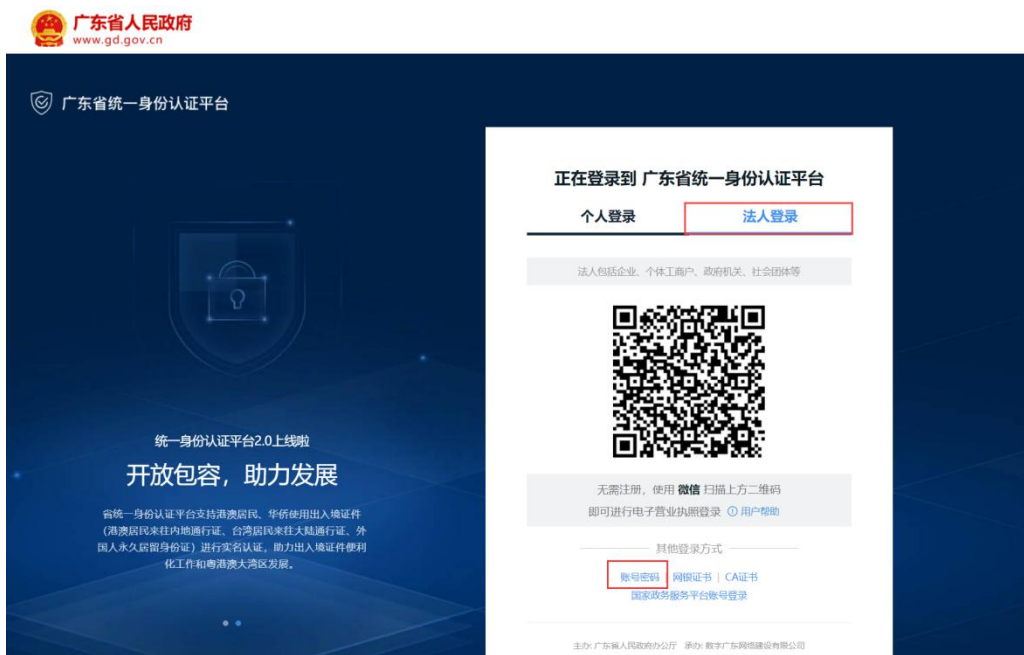 广东省人民政府
www.gd.gov.cn
广东省统一身份认证平台
统一身份认证平台2.0上线啦
开放包容，助力发展
省统一身份认证平台支持港澳居民、华侨使用出入境证件
(港澳居民来往内地通行证、台湾居民来往大陆通行证、外
国人永久居留身份证) 进行实名认证，助力出入境证件便利
化工作和粤港澳大湾区发展。
正在登录到 广东省统一身份认证平台
个人登录 法人登录
法人包括企业、个体工商户、政府机关、社会团体等
无需注册，使用 微信 扫描上方二维码
即可进行电子营业执照登录 用户帮助
其他登录方式
账号密码 | 网银证书 | CA证书
国家政务服务平台账号登录
主办: 广东省人民政府办公厅 承办: 数字广东网络建设有限公司